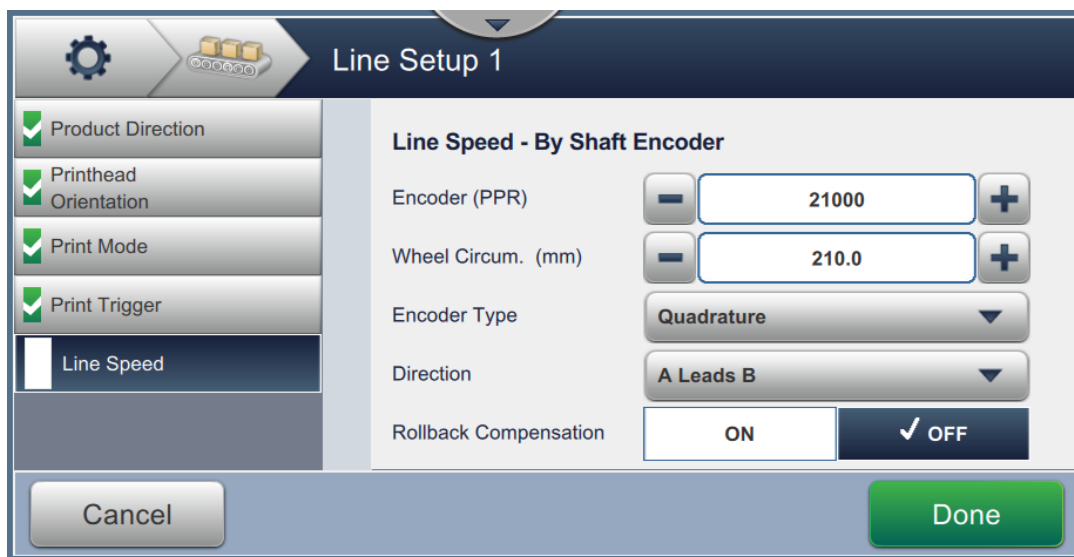 Line Setup 1
Product Direction
Printhead
Orientation
Print Mode
Print Trigger
Line Speed
Line Speed - By Shaft Encoder
Encoder (PPR)
21000
Wheel Circum. (mm)
210.0
Encoder Type
Quadrature
Direction
A Leads B
Rollback Compensation
ON
OFF
Cancel
Done